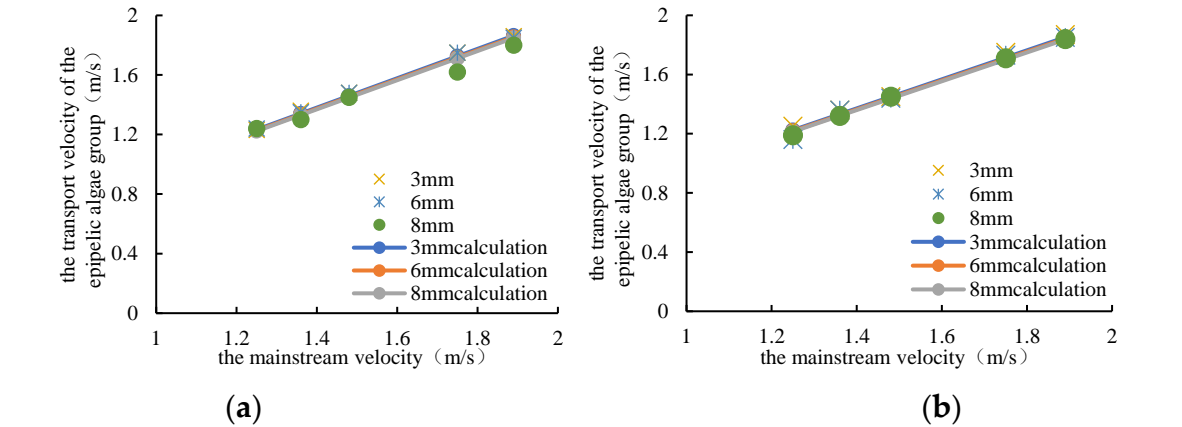 the transport velocity of the
epipelic algae group（m/s）
2
1.6
1.2
0.8
0.4
0
3mm
6mm
8mm
3mmcalculation
6mmcalculation
8mmcalculation
1 1.2 1.4 1.6 1.8 2
the mainstream velocity（m/s）
(a)
the transport velocity of the
epipelic algae group（m/s）
2
1.6
1.2
0.8
0.4
0
3mm
6mm
8mm
3mmcalculation
6mmcalculation
8mmcalculation
1 1.2 1.4 1.6 1.8 2
the mainstream velocity（m/s）
(b)